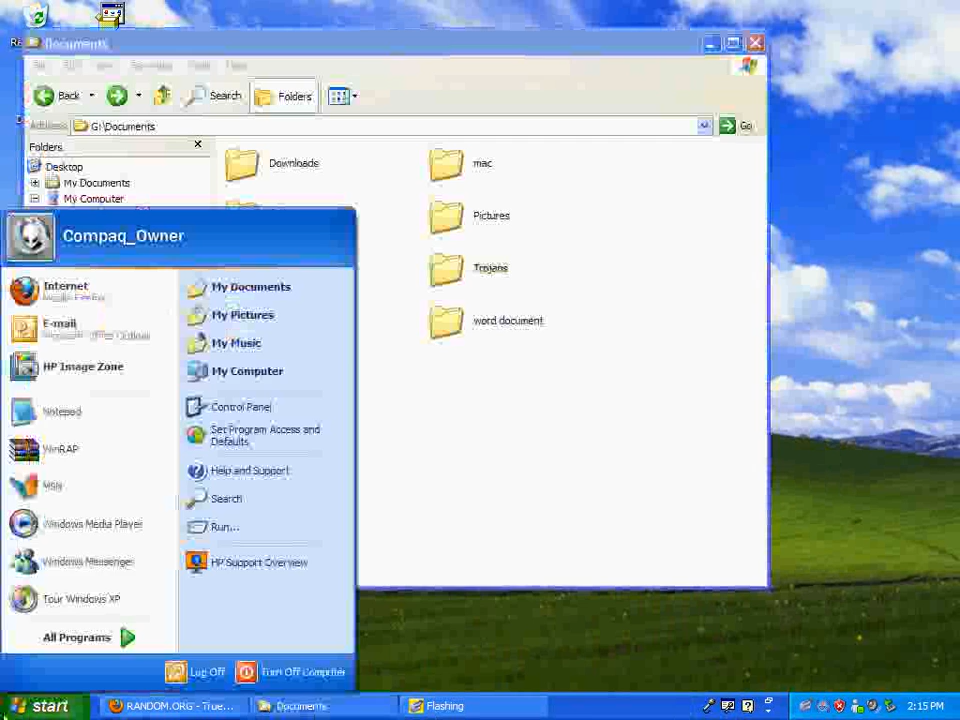 Documents
Back
Search
Folders
Address
G:\Documents
Go
Folders
Desktop
My Documents
My Computer
Downloads
mac
Pictures
Trojans
word document
Compaq_Owner
Internet
Mozilla Firefox
E-mail
Microsoft Office Outlook
HP Image Zone
Notepad
WinRAR
MSN
Windows Media Player
Windows Messenger
Tour Windows XP
All Programs
My Documents
My Pictures
My Music
My Computer
Control Panel
Set Program Access and
Defaults
Help and Support
Search
Run...
HP Support Overview
Log Off
Turn Off Computer
start
RANDOM.ORG - True...
Documents
Flashing
2:15 PM